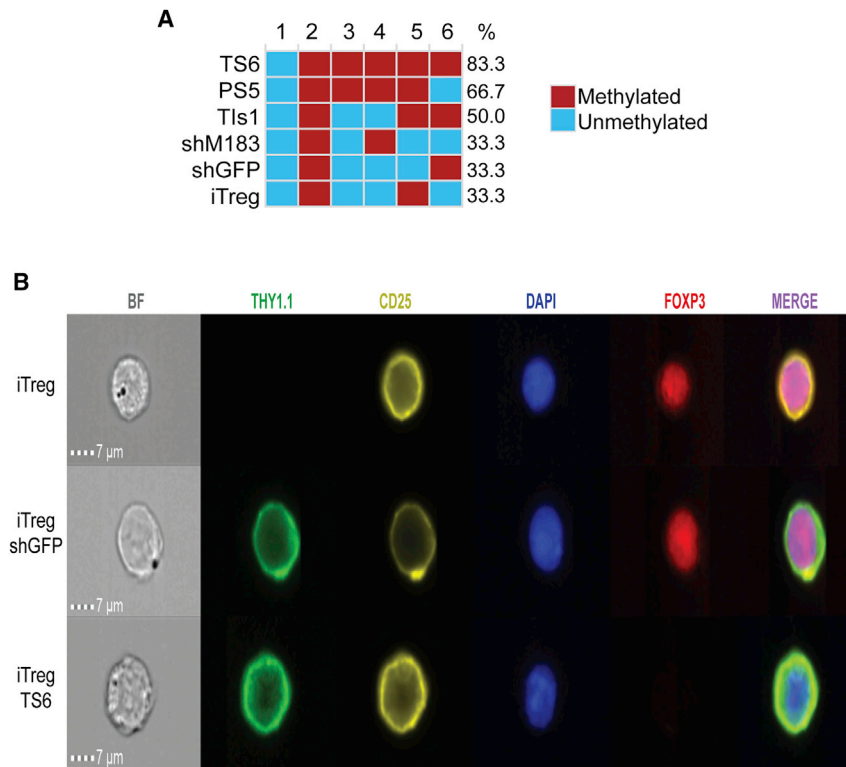 A
1 2 3 4 5 6 %
TS6 83.3
PS5 66.7
TIs1 50.0
shM183 33.3
shGFP 33.3
iTreg 33.3
Methylated
Unmethylated
B
BF THY1.1 CD25 DAPI FOXP3 MERGE
iTreg
7 µm
iTreg
shGFP
7 µm
iTreg
TS6
7 µm